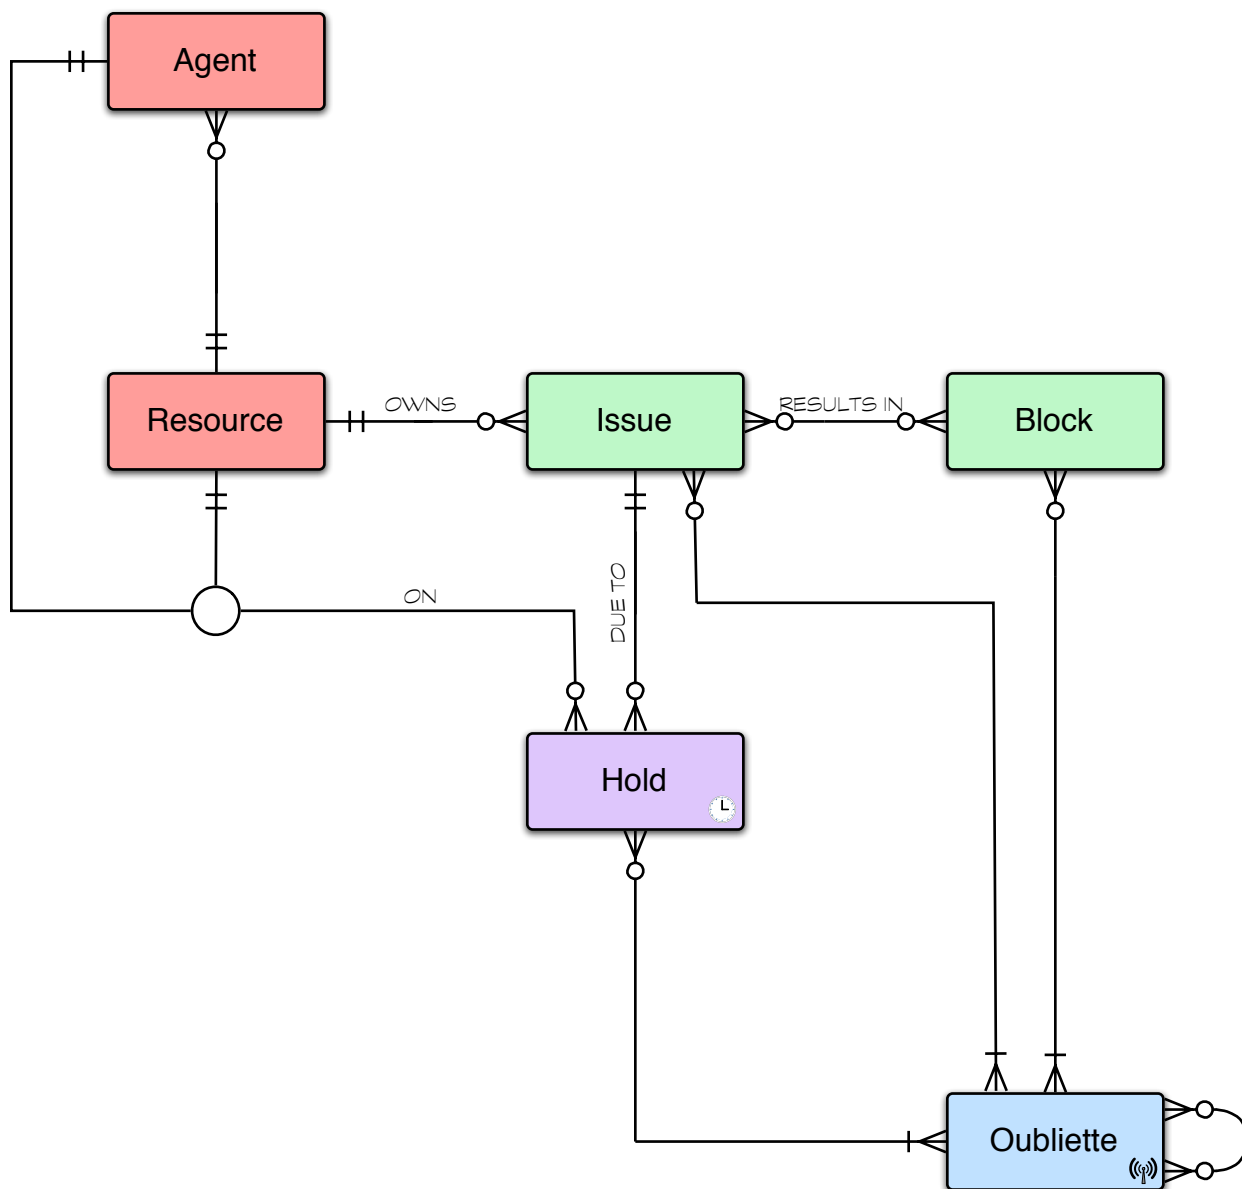 Agent
Resource
OWNS
Issue
RESULTS IN
Block
ON
DUE TO
Hold
Oubliette